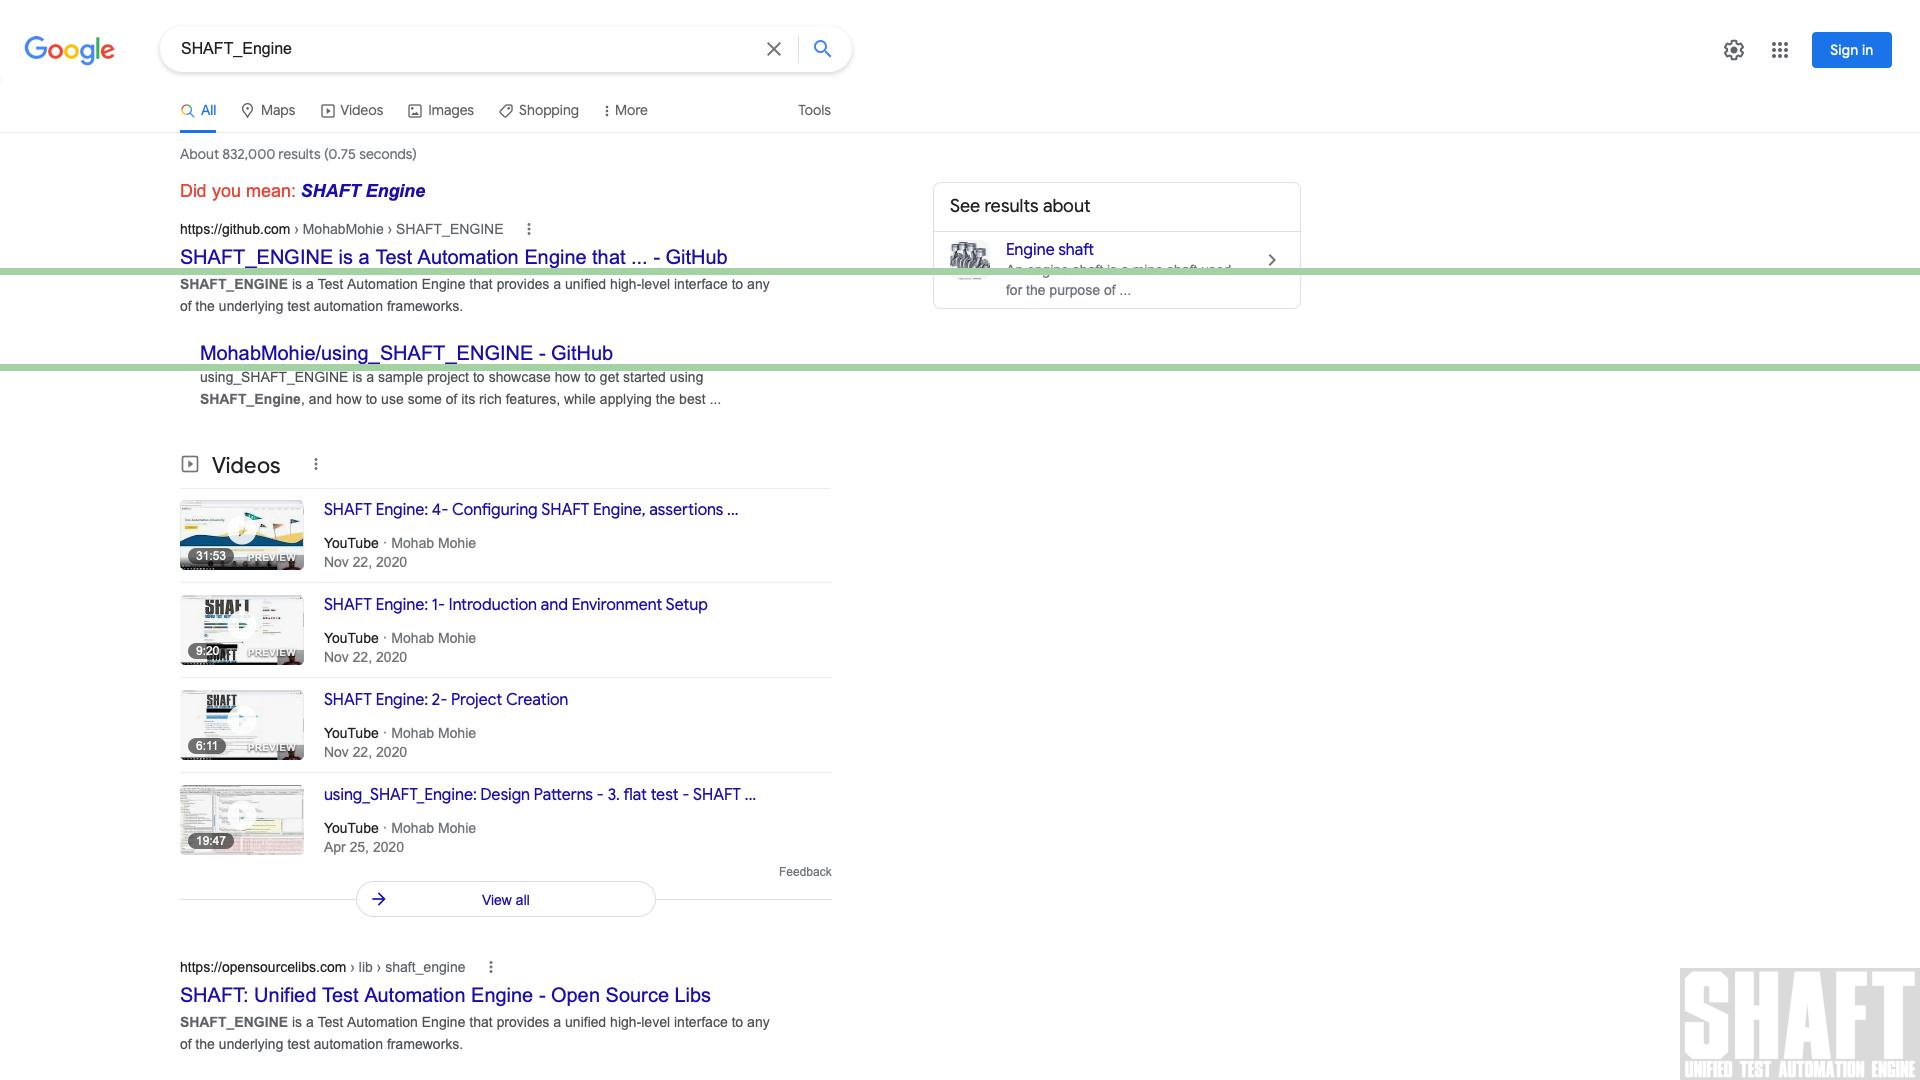 Google
SHAFT_Engine
Sign in
All
Maps
Videos
Images
Shopping
More
Tools
About 832,000 results (0.75 seconds)
Did you mean: SHAFT Engine
https://github.com › MohabMohie › SHAFT_ENGINE
SHAFT_ENGINE is a Test Automation Engine that ... - GitHub
SHAFT_ENGINE is a Test Automation Engine that provides a unified high-level interface to any
of the underlying test automation frameworks.
MohabMohie/using_SHAFT_ENGINE - GitHub
using_SHAFT_ENGINE is a sample project to showcase how to get started using
SHAFT_Engine, and how to use some of its rich features, while applying the best ...
See results about
Engine shaft
An engine shaft is a mine shaft used
for the purpose of ...
Videos
SHAFT Engine: 4- Configuring SHAFT Engine, assertions ...
31:53
PREVIEW
YouTube · Mohab Mohie
Nov 22, 2020
SHAFT Engine: 1- Introduction and Environment Setup
SHAFT
9:20
PREVIEW
YouTube · Mohab Mohie
Nov 22, 2020
SHAFT Engine: 2- Project Creation
SHAFT
6:11
PREVIEW
YouTube · Mohab Mohie
Nov 22, 2020
using_SHAFT_Engine: Design Patterns - 3. flat test - SHAFT ...
19:47
YouTube · Mohab Mohie
Apr 25, 2020
Feedback
View all
https://opensourcelibs.com › lib › shaft_engine
SHAFT: Unified Test Automation Engine - Open Source Libs
SHAFT_ENGINE is a Test Automation Engine that provides a unified high-level interface to any
of the underlying test automation frameworks.
SHAFT
UNIFIED TEST AUTOMATION ENGINE